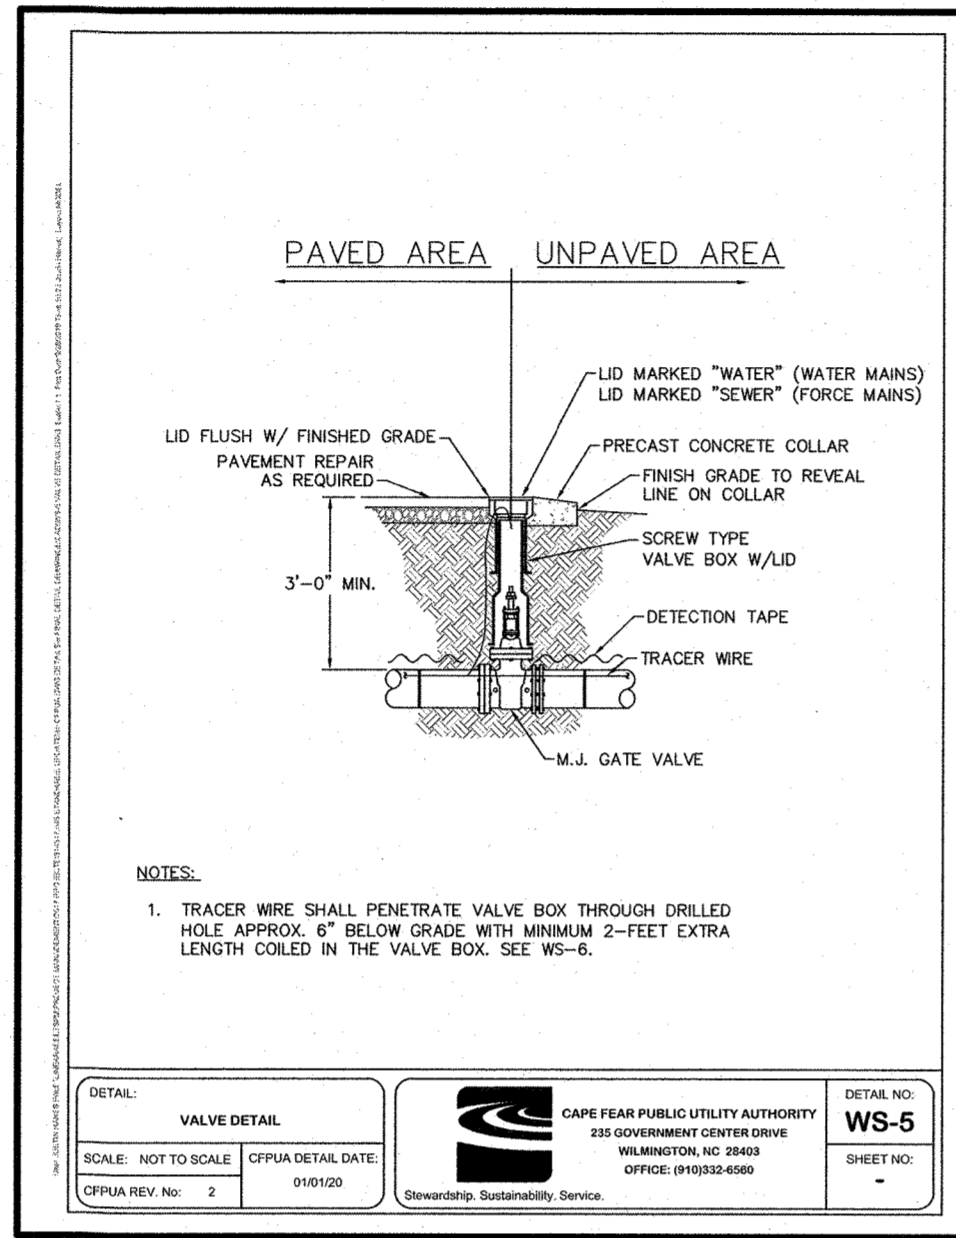 PAVED AREA
UNPAVED AREA
LID MARKED "WATER" (WATER MAINS)
LID MARKED "SEWER" (FORCE MAINS)
LID FLUSH W/ FINISHED GRADE
PRECAST CONCRETE COLLAR
PAVEMENT REPAIR
AS REQUIRED
FINISH GRADE TO REVEAL
LINE ON COLLAR
SCREW TYPE
VALVE BOX W/LID
3'-0" MIN.
DETECTION TAPE
TRACER WIRE
M.J. GATE VALVE
NOTES:
1. TRACER WIRE SHALL PENETRATE VALVE BOX THROUGH DRILLED
HOLE APPROX. 6" BELOW GRADE WITH MINIMUM 2-FEET EXTRA
LENGTH COILED IN THE VALVE BOX. SEE WS-6.
DETAIL:
VALVE DETAIL
SCALE: NOT TO SCALE
CFPUA DETAIL DATE:
01/01/20
CFPUA REV. No: 2
CAPE FEAR PUBLIC UTILITY AUTHORITY
235 GOVERNMENT CENTER DRIVE
WILMINGTON, NC 28403
OFFICE: (910)332-6560
Stewardship. Sustainability. Service.
DETAIL NO:
WS-5
SHEET NO:
-